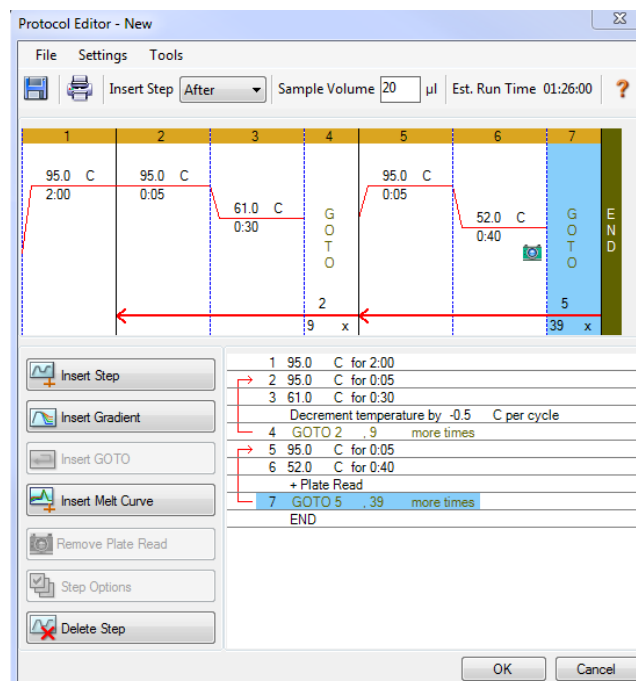 Protocol Editor - New
File Settings Tools
Insert Step After Sample Volume 20 µl Est. Run Time 01:26:00 ?
1 2 3 4 5 6 7
95.0 C 95.0 C 95.0 C
2:00 0:05 0:05
61.0 C
0:30
52.0 C
0:40
GOTO
GOTO
END
2 5
9 x 39 x
Insert Step
Insert Gradient
Insert GOTO
Insert Melt Curve
Remove Plate Read
Step Options
Delete Step
1 95.0 C for 2:00
2 95.0 C for 0:05
3 61.0 C for 0:30
Decrement temperature by -0.5 C per cycle
4 GOTO 2 , 9 more times
5 95.0 C for 0:05
6 52.0 C for 0:40
+ Plate Read
7 GOTO 5 , 39 more times
END
OK Cancel